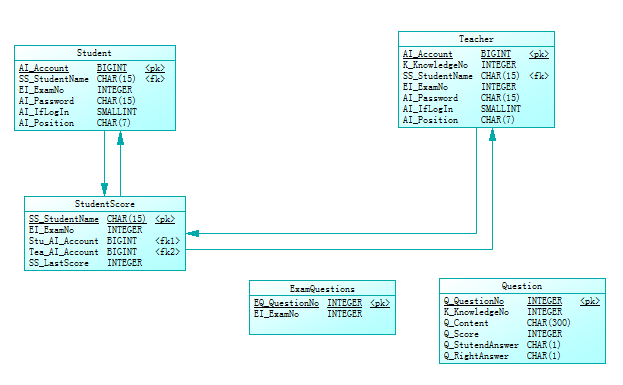 Student
AI_Account BIGINT <pk>
SS_StudentName CHAR(15) <fk>
EI_ExamNo INTEGER
AI_Password CHAR(15)
AI_IfLogIn SMALLINT
AI_Position CHAR(7)
Teacher
AI_Account BIGINT <pk>
K_KnowledgeNo INTEGER
SS_StudentName CHAR(15) <fk>
EI_ExamNo INTEGER
AI_Password CHAR(15)
AI_IfLogIn SMALLINT
AI_Position CHAR(7)
StudentScore
SS_StudentName CHAR(15) <pk>
EI_ExamNo INTEGER
Stu_AI_Account BIGINT <fk1>
Tea_AI_Account BIGINT <fk2>
SS_LastScore INTEGER
ExamQuestions
EQ_QuestionNo INTEGER <pk>
EI_ExamNo INTEGER
Question
Q_QuestionNo INTEGER <pk>
K_KnowledgeNo INTEGER
Q_Content CHAR(300)
Q_Score INTEGER
Q_StutendAnswer CHAR(1)
Q_RightAnswer CHAR(1)